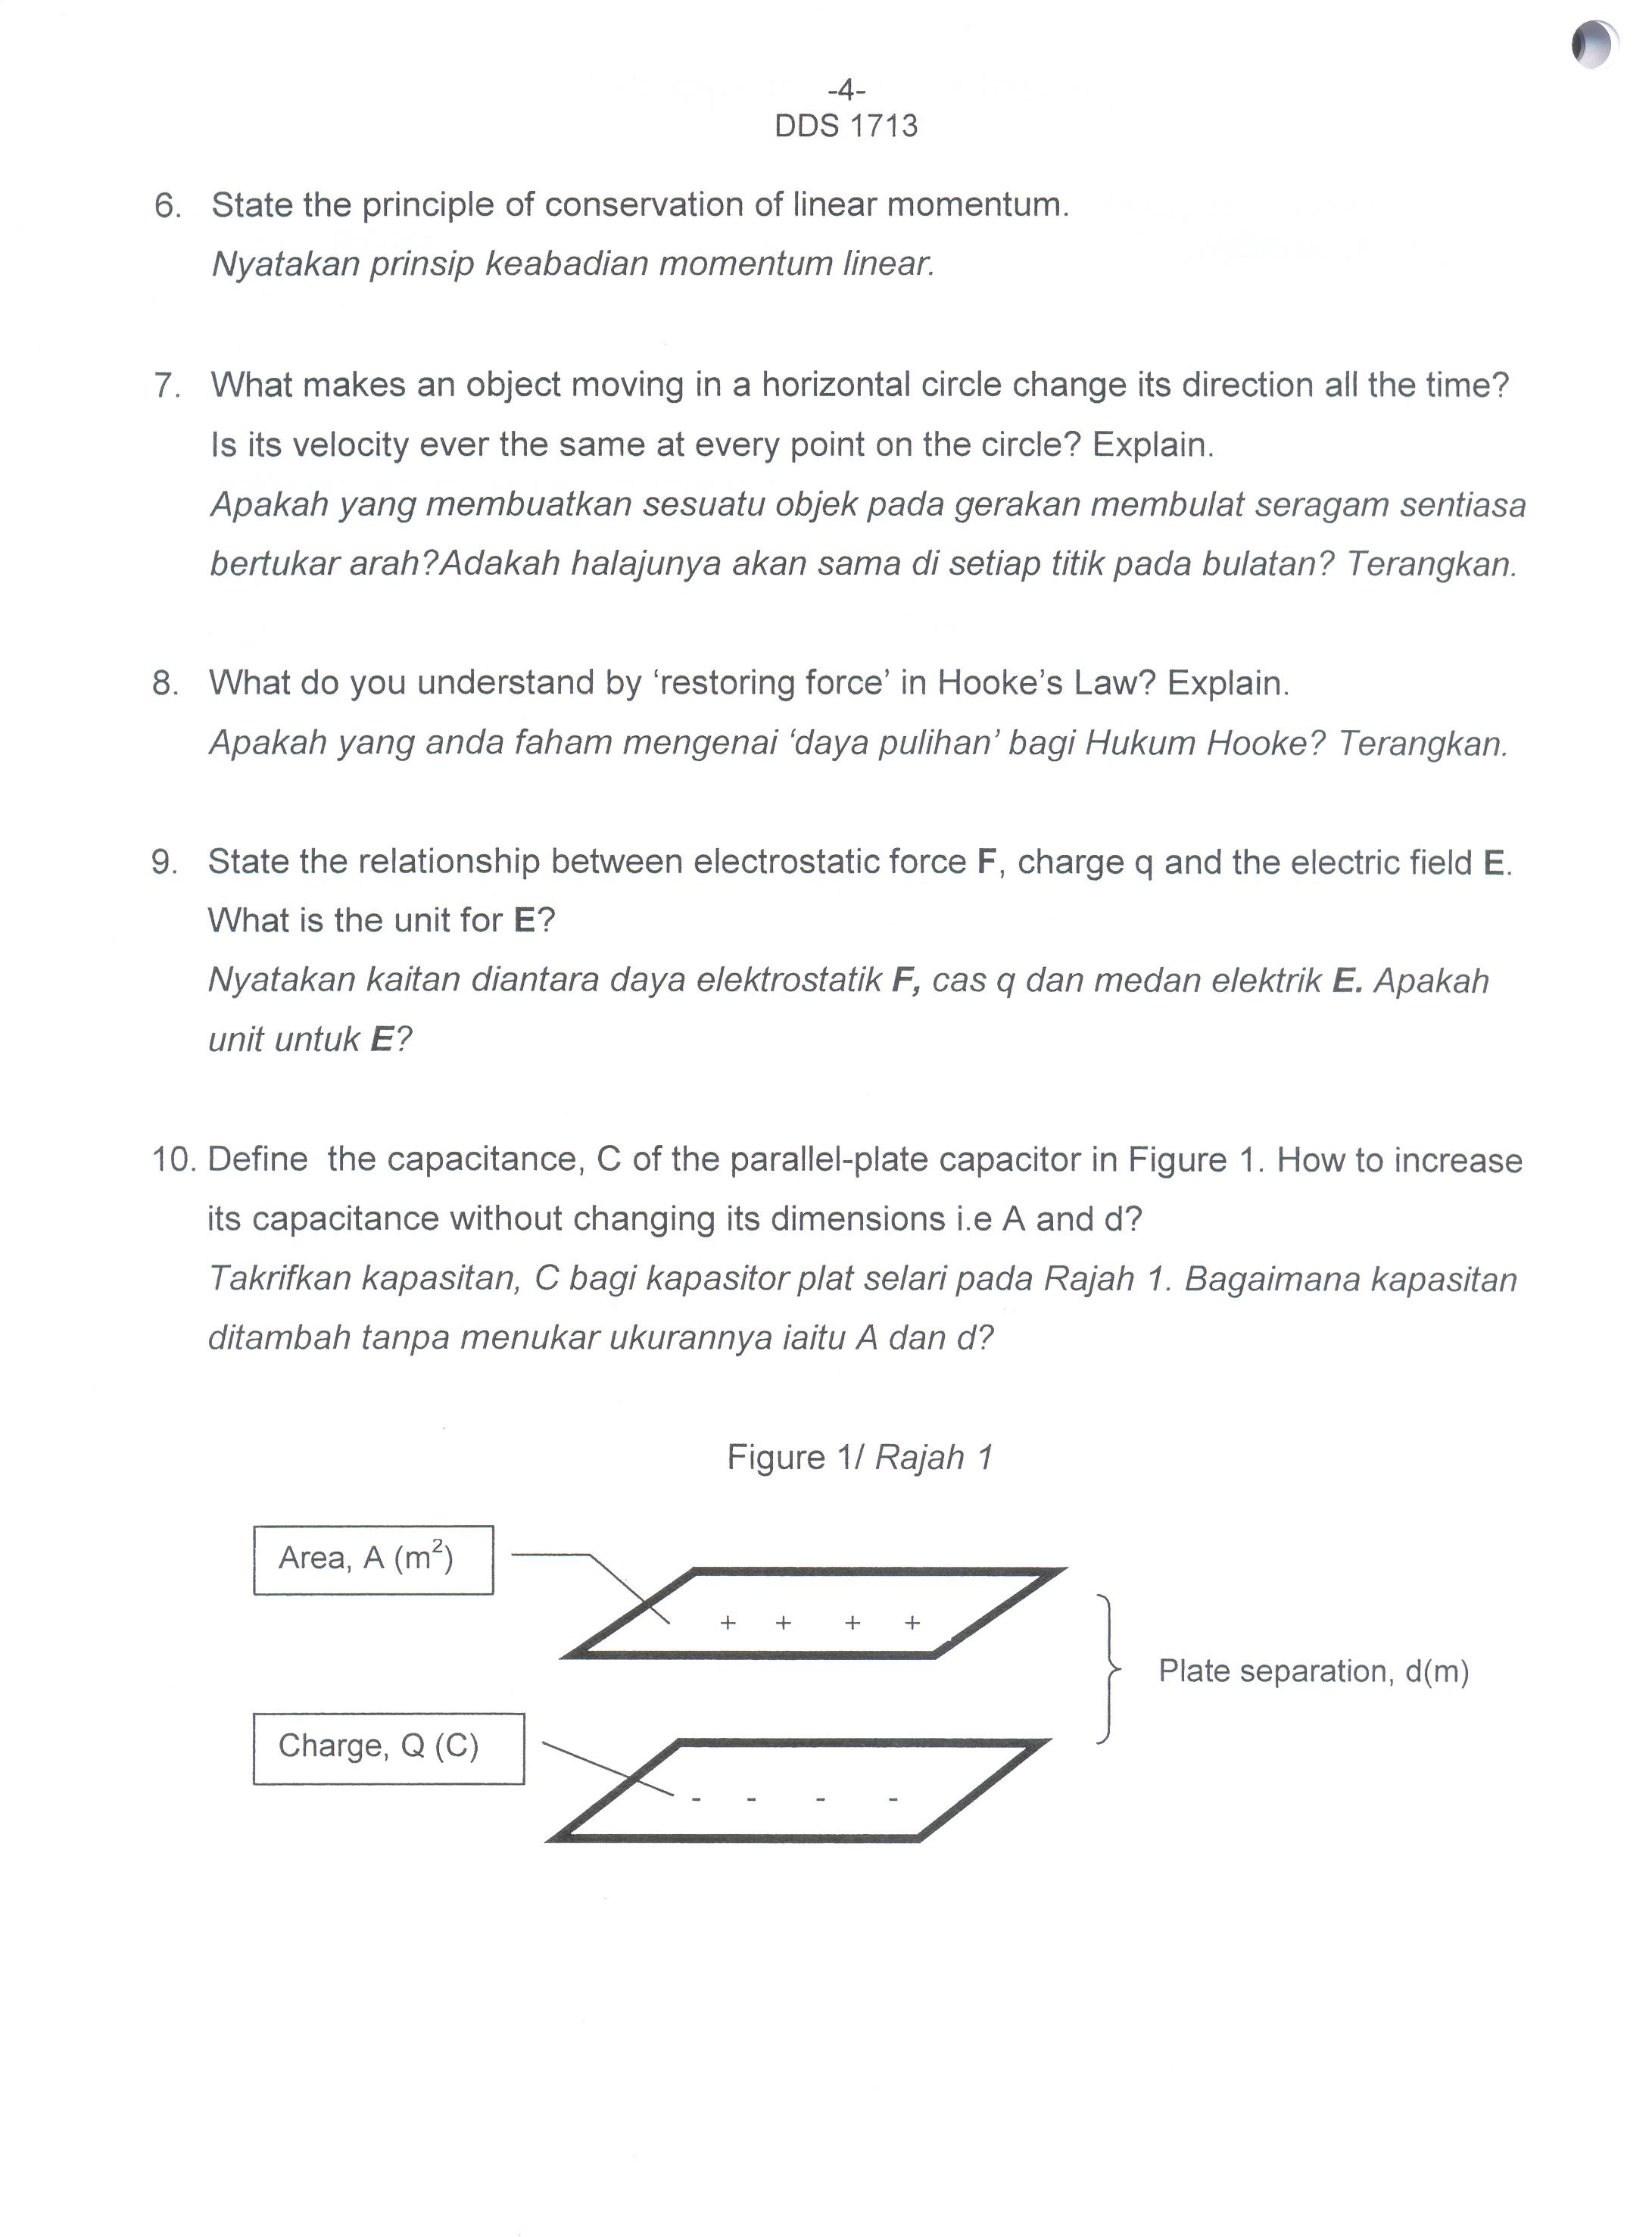 -4-
DDS 1713
6. State the principle of conservation of linear momentum.
Nyatakan prinsip keabadian momentum linear.
7. What makes an object moving in a horizontal circle change its direction all the time?
Is its velocity ever the same at every point on the circle? Explain.
Apakah yang membuatkan sesuatu objek pada gerakan membulat seragam sentiasa
bertukar arah?Adakah halajunya akan sama di setiap titik pada bulatan? Terangkan.
8. What do you understand by ‘restoring force’ in Hooke’s Law? Explain.
Apakah yang anda faham mengenai ‘daya pulihan’ bagi Hukum Hooke? Terangkan.
9. State the relationship between electrostatic force F, charge q and the electric field E.
What is the unit for E?
Nyatakan kaitan diantara daya elektrostatik F, cas q dan medan elektrik E. Apakah
unit untuk E?
10. Define the capacitance, C of the parallel-plate capacitor in Figure 1. How to increase
its capacitance without changing its dimensions i.e A and d?
Takrifkan kapasitan, C bagi kapasitor plat selari pada Rajah 1. Bagaimana kapasitan
ditambah tanpa menukar ukurannya iaitu A dan d?
Figure 1/ Rajah 1
Area, A (m²)
+ + + +
Plate separation, d(m)
Charge, Q (C)
- - - -